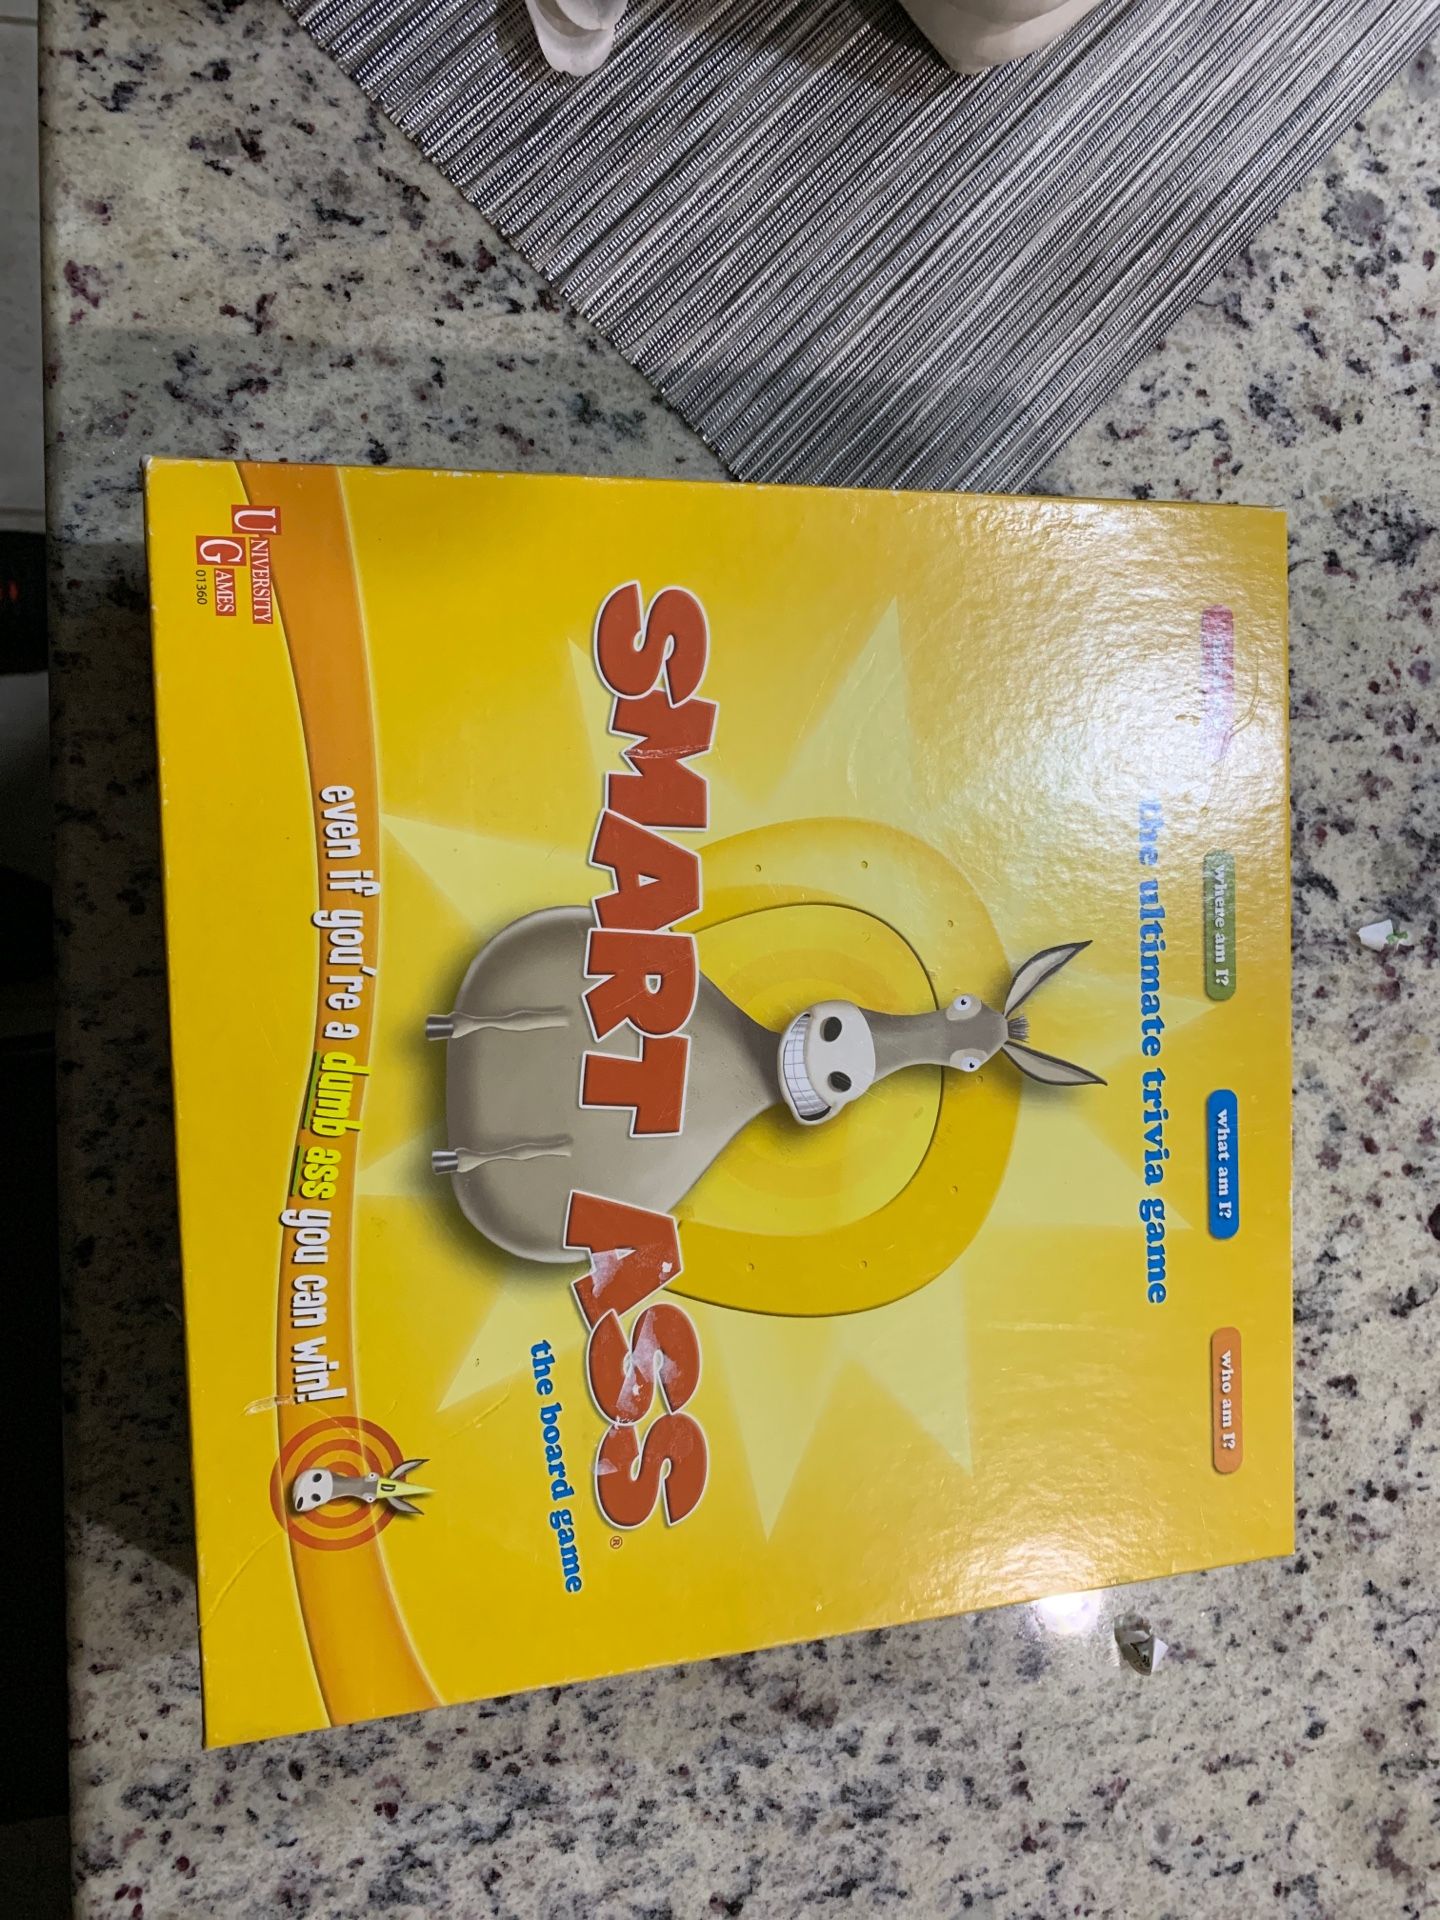 where am I?
what am I?
who am I?
the ultimate trivia game
SMART ASS®
the board game
even if you're a dumb ass you can win!
D
UNIVERSITY
GAMES
01360